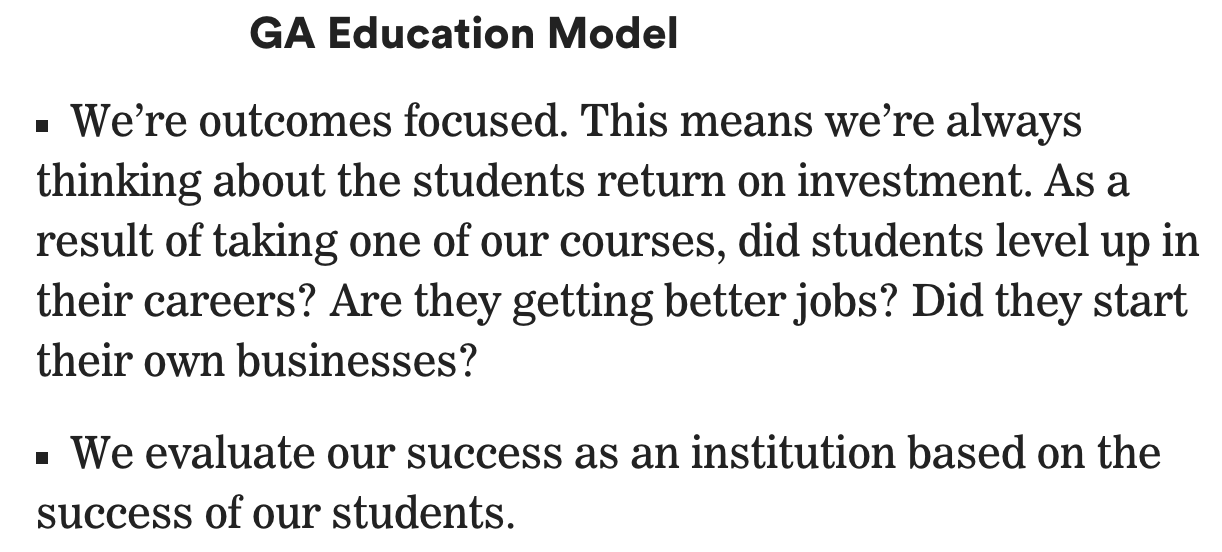 GA Education Model
▪ We’re outcomes focused. This means we’re always
thinking about the students return on investment. As a
result of taking one of our courses, did students level up in
their careers? Are they getting better jobs? Did they start
their own businesses?
▪ We evaluate our success as an institution based on the
success of our students.